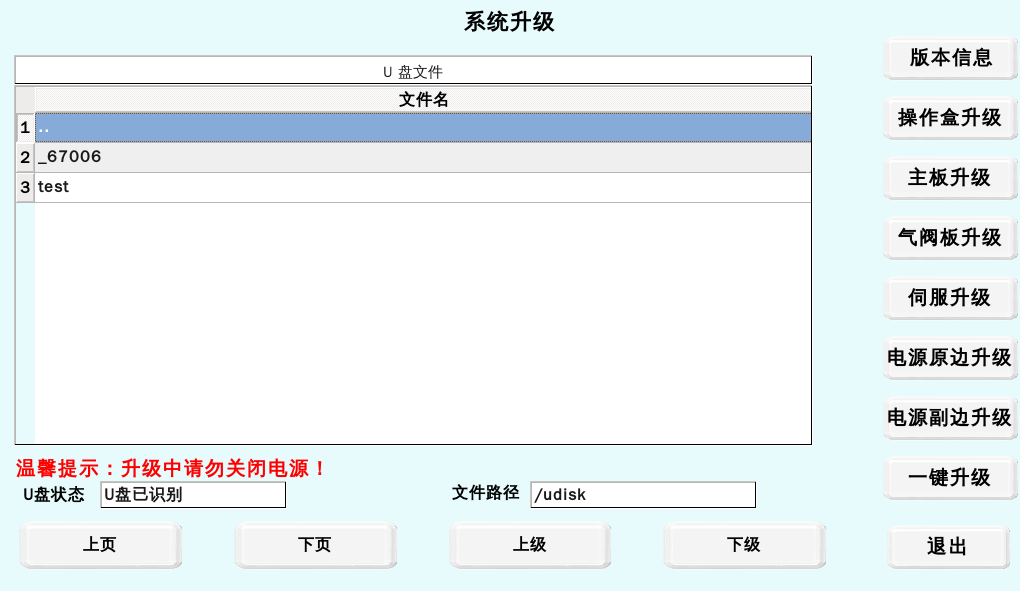 系统升级
U 盘文件
文件名
1 ..
2 _67006
3 test
温馨提示：升级中请勿关闭电源！
U盘状态 U盘已识别 文件路径 /udisk
上页 下页 上级 下级
版本信息
操作盒升级
主板升级
气阀板升级
伺服升级
电源原边升级
电源副边升级
一键升级
退出